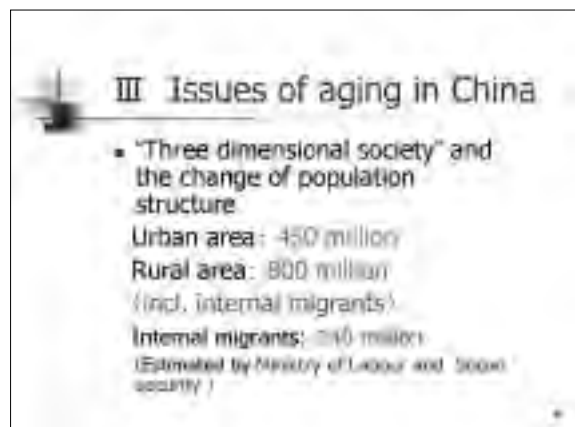 Ⅲ Issues of aging in China
▪ "Three dimensional society" and
the change of population
structure
Urban area: 450 million
Rural area: 800 million
(incl. internal migrants)
Internal migrants: million
(Estimated by Ministry of Labour and Social
security )